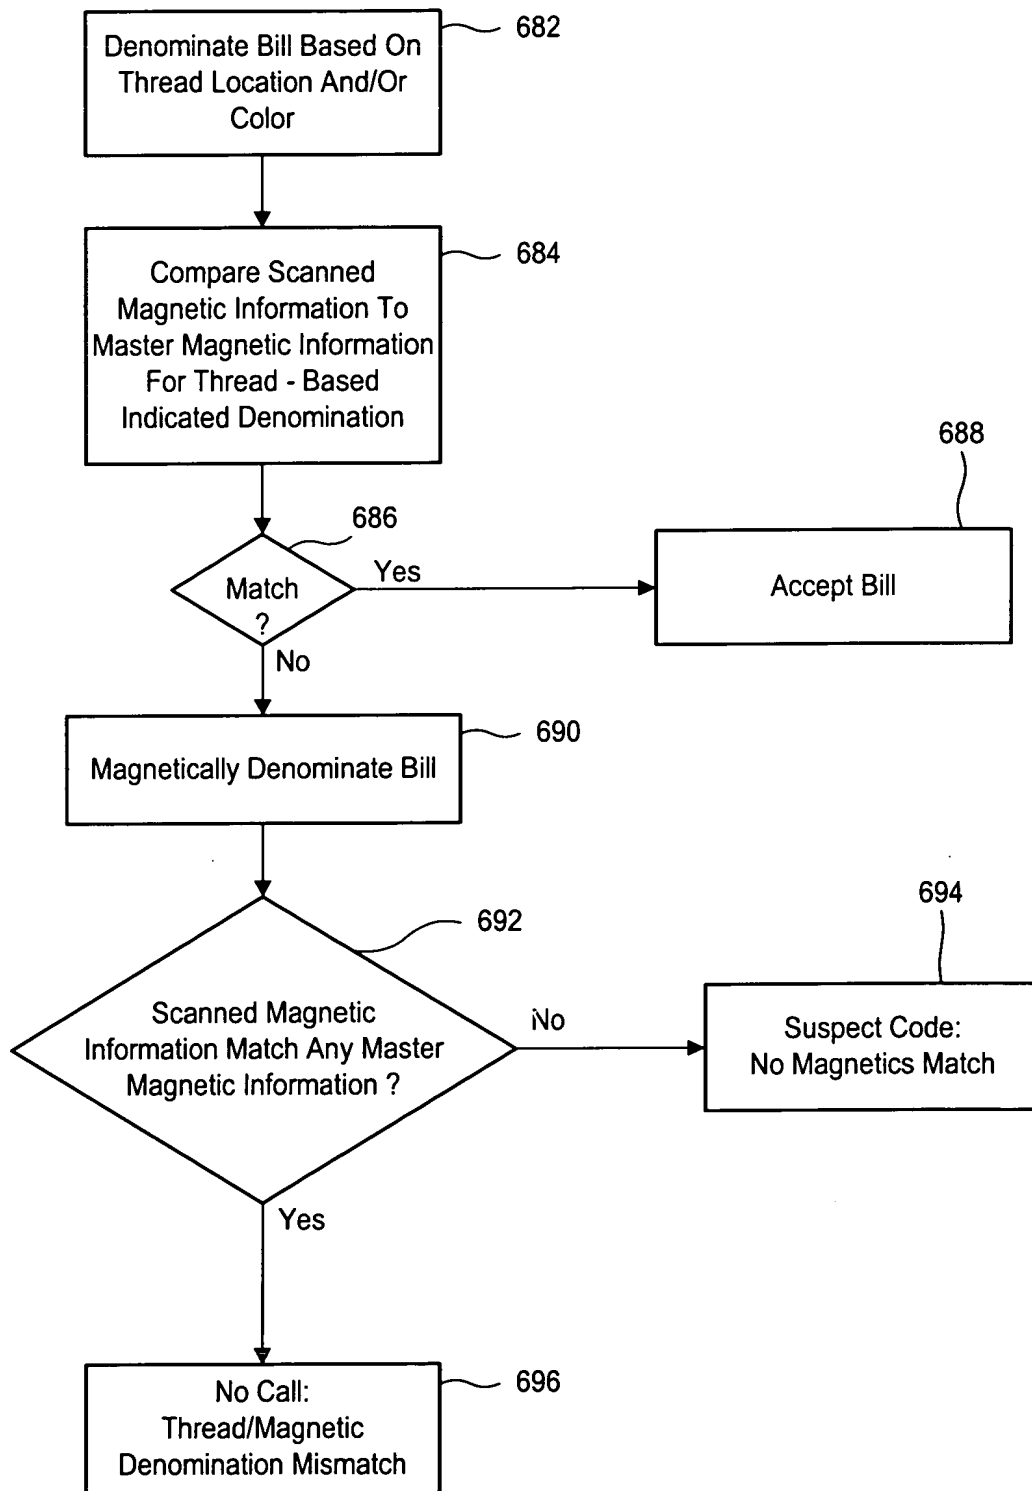 682
Denominate Bill Based On
Thread Location And/Or
Color
684
Compare Scanned
Magnetic Information To
Master Magnetic Information
For Thread - Based
Indicated Denomination
686
Match
?
Yes
688
Accept Bill
No
690
Magnetically Denominate Bill
692
Scanned Magnetic
Information Match Any Master
Magnetic Information ?
No
694
Suspect Code:
No Magnetics Match
Yes
696
No Call:
Thread/Magnetic
Denomination Mismatch